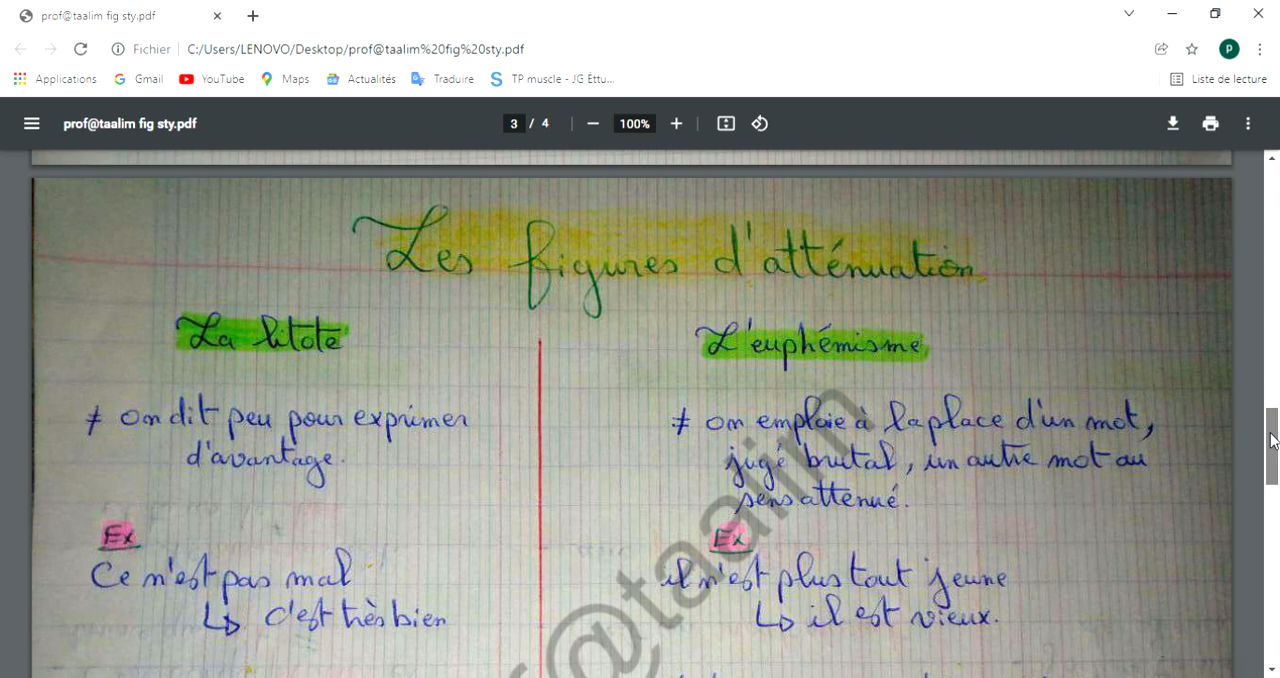 prof@taalim fig sty.pdf
Fichier C:/Users/LENOVO/Desktop/prof@taalim%20fig%20sty.pdf
P
Applications Gmail YouTube Maps Actualités Traduire TP muscle - JG Éttu... Liste de lecture
prof@taalim fig sty.pdf 3 / 4 100%
Les figures d'atténuation
La litote
≠ on dit peu pour exprimer
d'avantage.
Ex
Ce n'est pas mal
↳ c'est très bien
L'euphémisme
≠ on emploie à la place d'un mot,
jugé brutal, un autre mot au
sens attenué.
Ex
il n'est plus tout jeune
↳ il est vieux.
@taalim